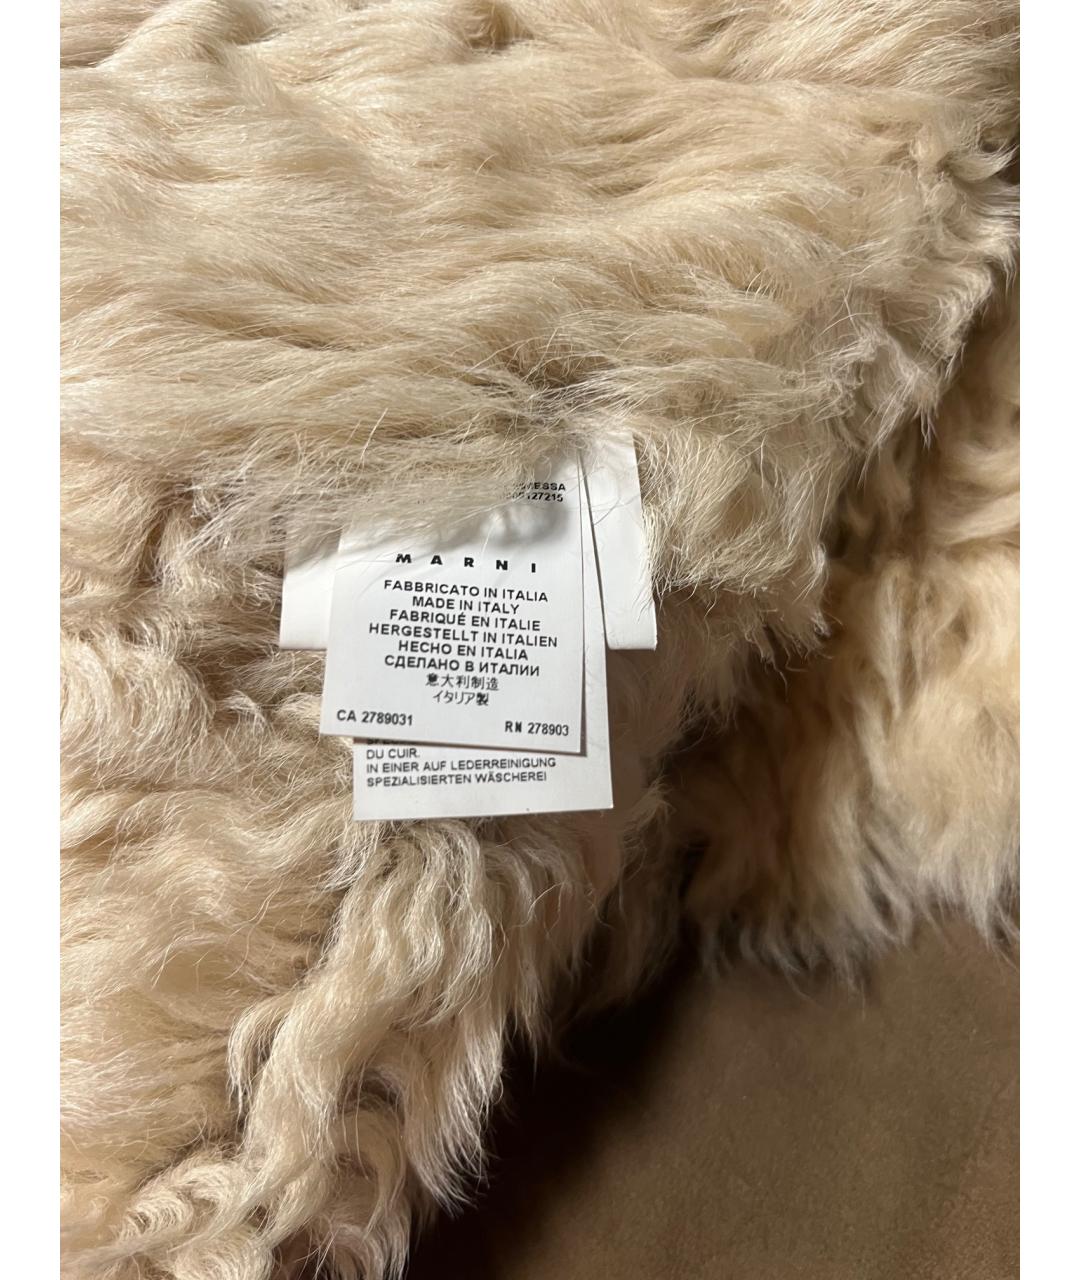 MARNI
FABBRICATO IN ITALIA
MADE IN ITALY
FABRIQUÉ EN ITALIE
HERGESTELLT IN ITALIEN
HECHO EN ITALIA
СДЕЛАНО В ИТАЛИИ
意大利制造
イタリア製
CA 2789031
RN 278903
DU CUIR.
IN EINER AUF LEDERREINIGUNG
SPEZIALISIERTEN WÄSCHEREI